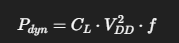 P_dyn = C_L · V_DD^2 · f